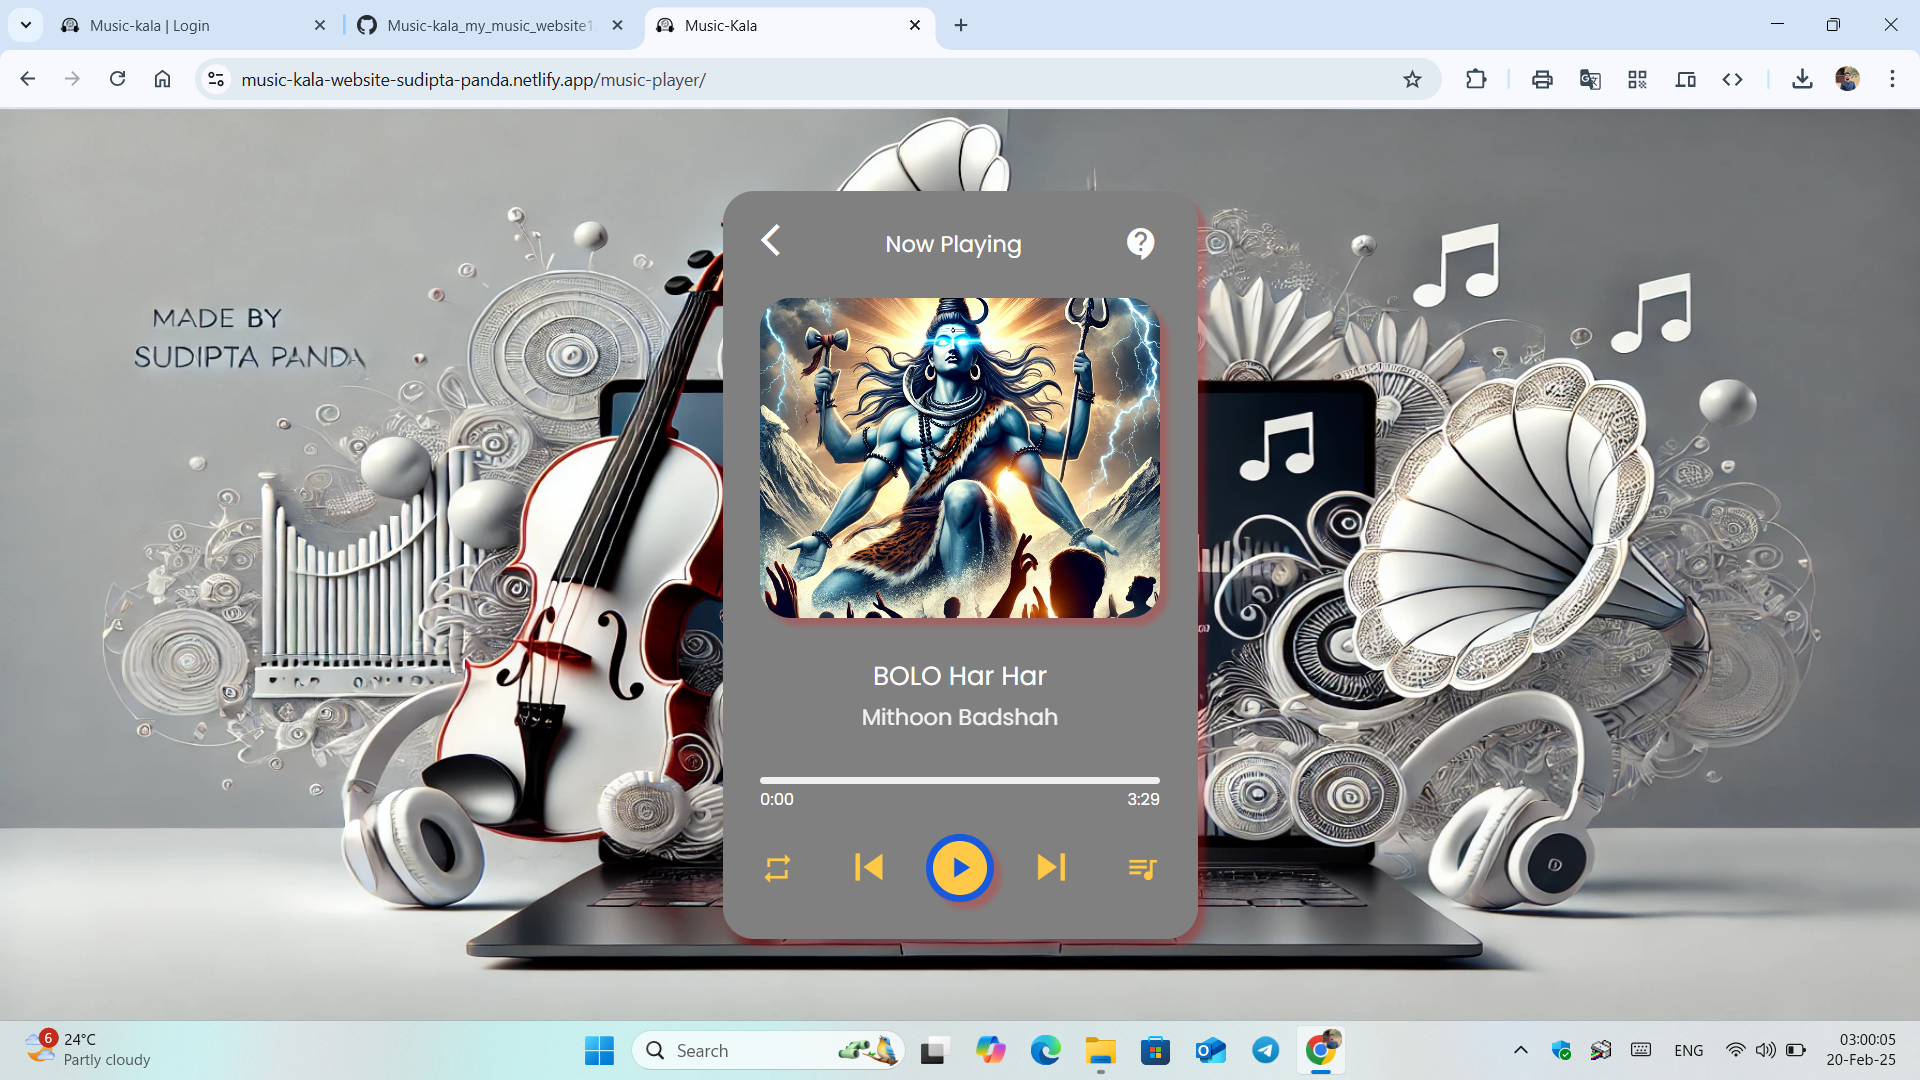 Music-kala | Login
Music-kala_my_music_website1
Music-Kala
music-kala-website-sudipta-panda.netlify.app/music-player/
MADE BY
SUDIPTA PANDA
Now Playing
BOLO Har Har
Mithoon Badshah
0:00
3:29
6
24°C
Partly cloudy
Search
ENG
03:00:05
20-Feb-25